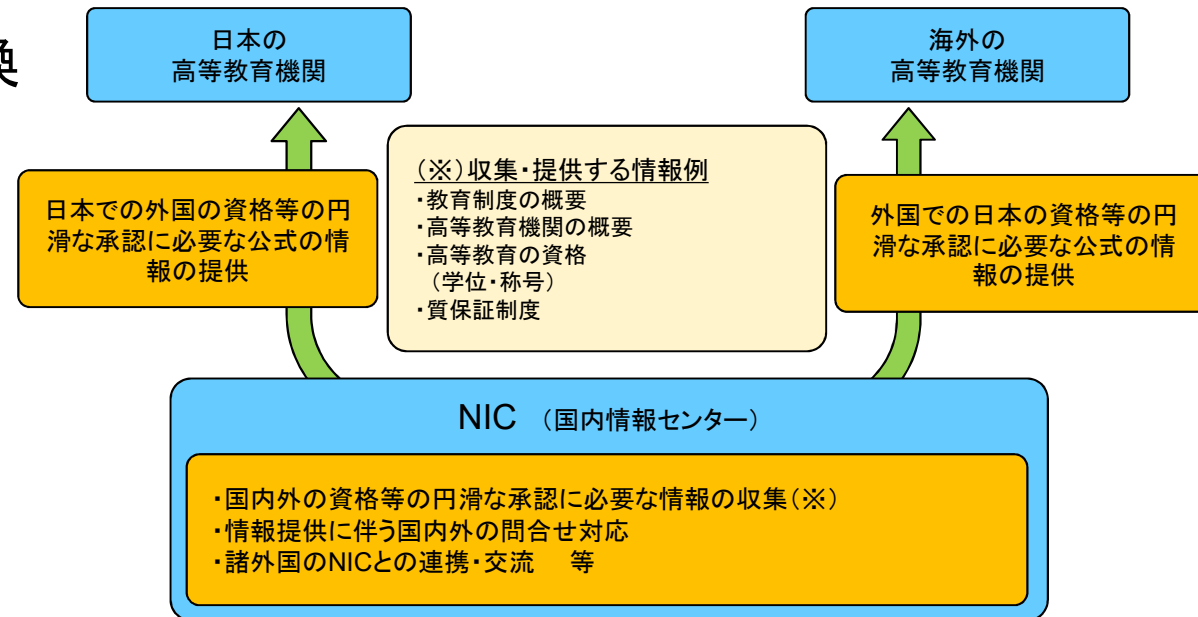 換
日本の
高等教育機関
海外の
高等教育機関
(※)収集・提供する情報例
・教育制度の概要
・高等教育機関の概要
・高等教育の資格
(学位・称号)
・質保証制度
日本での外国の資格等の円
滑な承認に必要な公式の情
報の提供
外国での日本の資格等の円
滑な承認に必要な公式の情
報の提供
NIC (国内情報センター)
・国内外の資格等の円滑な承認に必要な情報の収集(※)
・情報提供に伴う国内外の問合せ対応
・諸外国のNICとの連携・交流 等